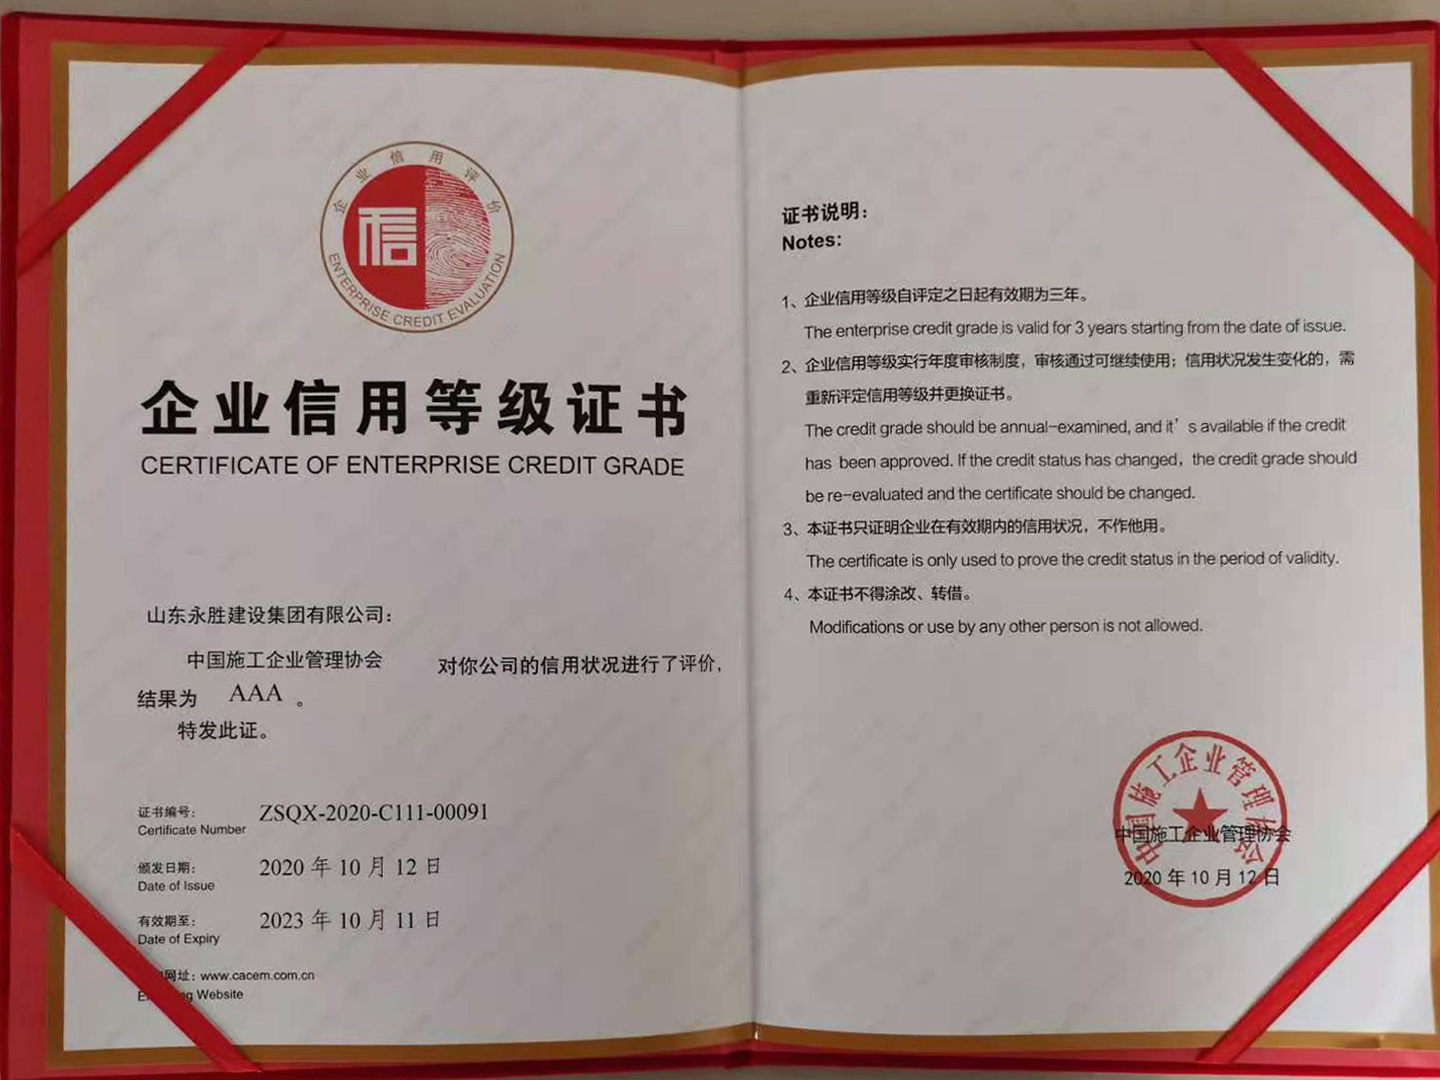 企业信用评价
信
ENTERPRISE CREDIT EVALUATION
企业信用等级证书
CERTIFICATE OF ENTERPRISE CREDIT GRADE
山东永胜建设集团有限公司：
中国施工企业管理协会 对你公司的信用状况进行了评价，
结果为 AAA 。
特发此证。
证书编号： ZSQX-2020-C111-00091
Certificate Number
颁发日期： 2020 年 10 月 12 日
Date of Issue
有效期至： 2023 年 10 月 11 日
Date of Expiry
网址：www.cacem.com.cn
Website
证书说明：
Notes:
1、企业信用等级自评定之日起有效期为三年。
The enterprise credit grade is valid for 3 years starting from the date of issue.
2、企业信用等级实行年度审核制度，审核通过可继续使用；信用状况发生变化的，需
重新评定信用等级并更换证书。
The credit grade should be annual-examined, and it’s available if the credit
has been approved. If the credit status has changed, the credit grade should
be re-evaluated and the certificate should be changed.
3、本证书只证明企业在有效期内的信用状况，不作他用。
The certificate is only used to prove the credit status in the period of validity.
4、本证书不得涂改、转借。
Modifications or use by any other person is not allowed.
中国施工企业管理协会
中国施工企业管理协会
2020 年 10 月 12 日